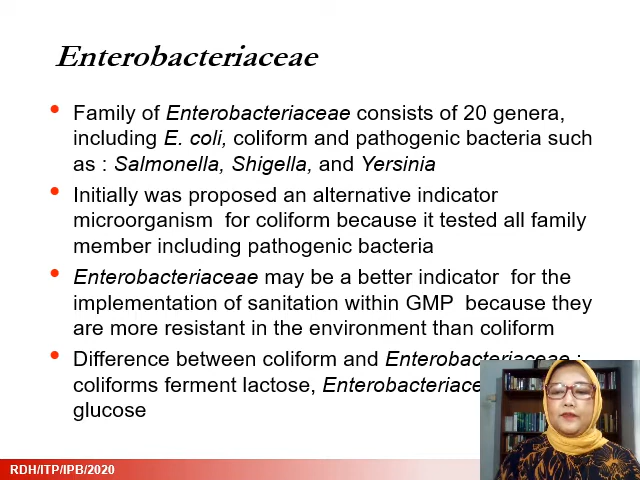 Enterobacteriaceae
• Family of Enterobacteriaceae consists of 20 genera,
including E. coli, coliform and pathogenic bacteria such
as : Salmonella, Shigella, and Yersinia
• Initially was proposed an alternative indicator
microorganism for coliform because it tested all family
member including pathogenic bacteria
• Enterobacteriaceae may be a better indicator for the
implementation of sanitation within GMP because they
are more resistant in the environment than coliform
• Difference between coliform and Enterobacteriaceae :
coliforms ferment lactose,
glucose
RDH/ITP/IPB/2020